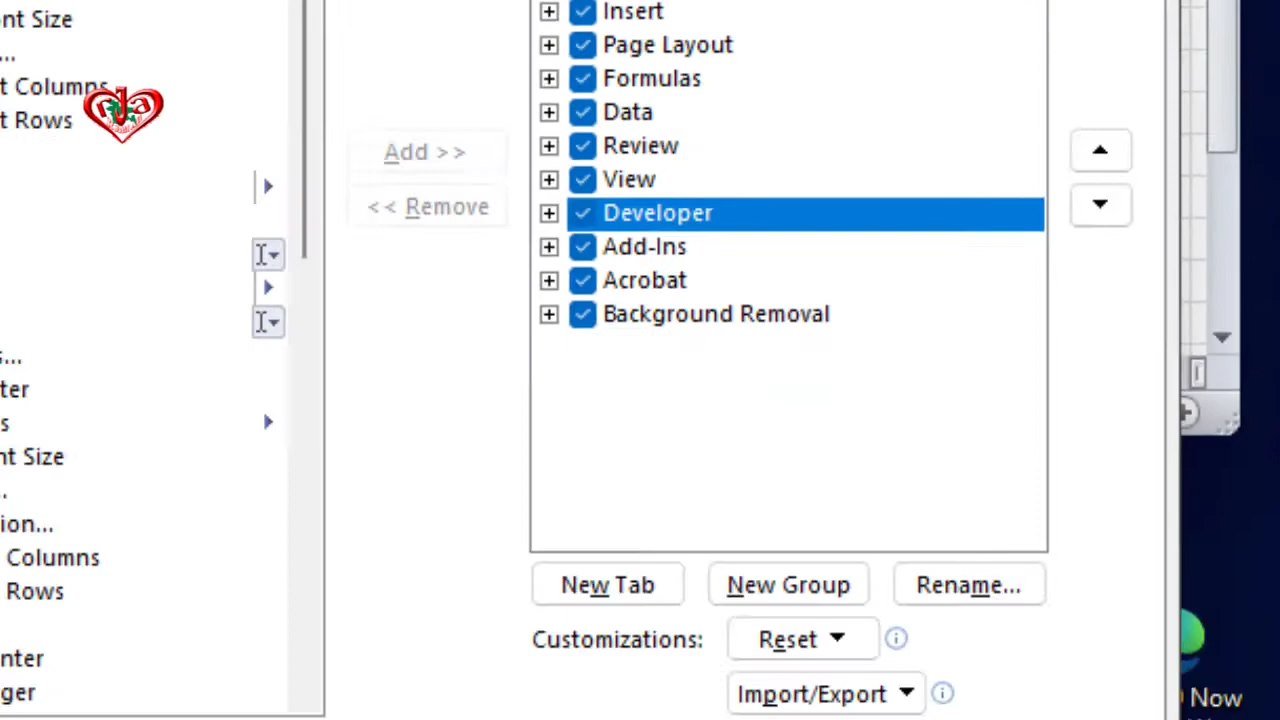 nt Size
...
t Columns
t Rows
s...
ter
s
nt Size
..
ion...
Columns
Rows
nter
ger
Add >>
<< Remove
Insert
Page Layout
Formulas
Data
Review
View
Developer
Add-Ins
Acrobat
Background Removal
New Tab
New Group
Rename...
Customizations:
Reset
Import/Export
Now